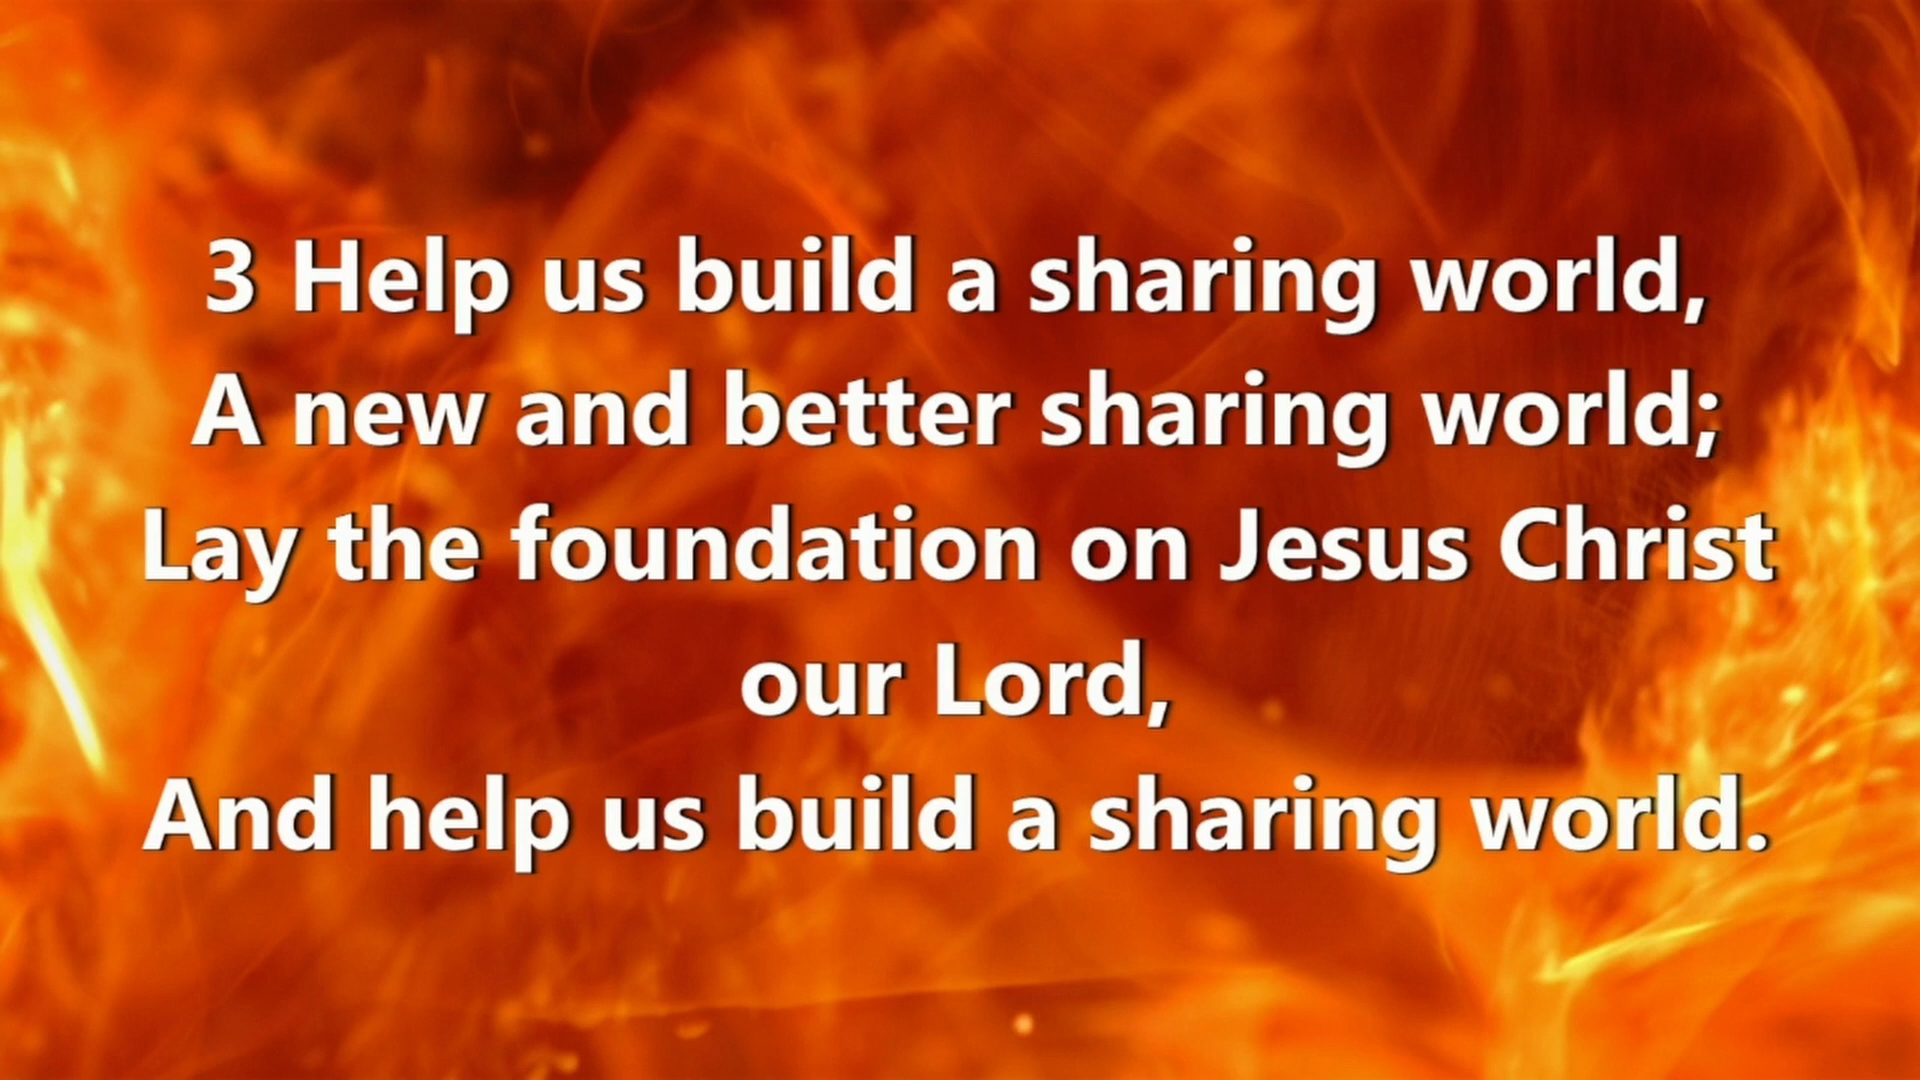 3 Help us build a sharing world,
A new and better sharing world;
Lay the foundation on Jesus Christ
our Lord,
And help us build a sharing world.